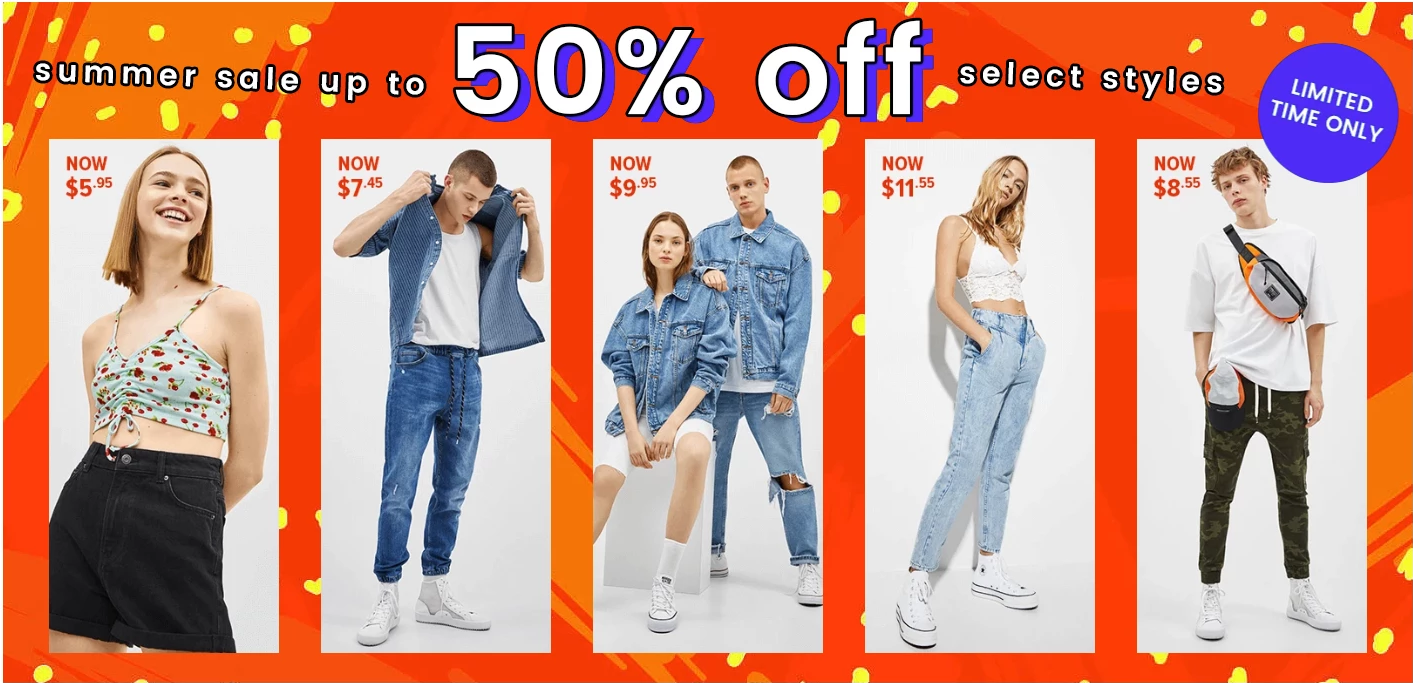 summer sale up to 50% off select styles
LIMITED
TIME ONLY
NOW
$5.95
NOW
$7.45
NOW
$9.95
NOW
$11.55
NOW
$8.55